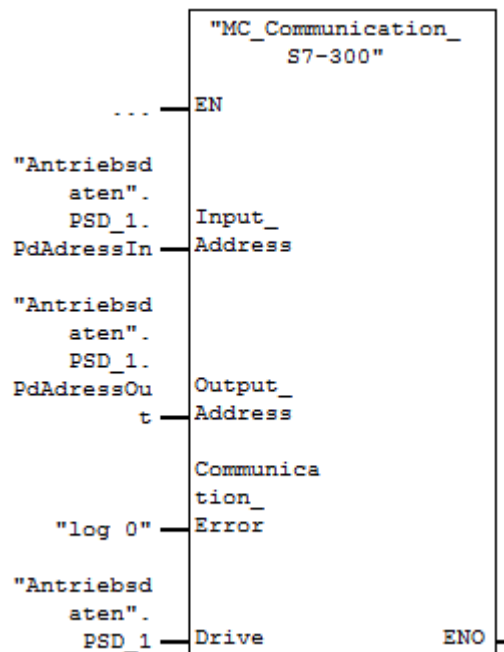 "MC_Communication_
S7-300"
... EN
"Antriebsd
aten".
PSD_1.
PdAdressIn
Input_
Address
"Antriebsd
aten".
PSD_1.
PdAdressOu
t
Output_
Address
Communica
tion_
"log 0" Error
"Antriebsd
aten".
PSD_1 Drive ENO